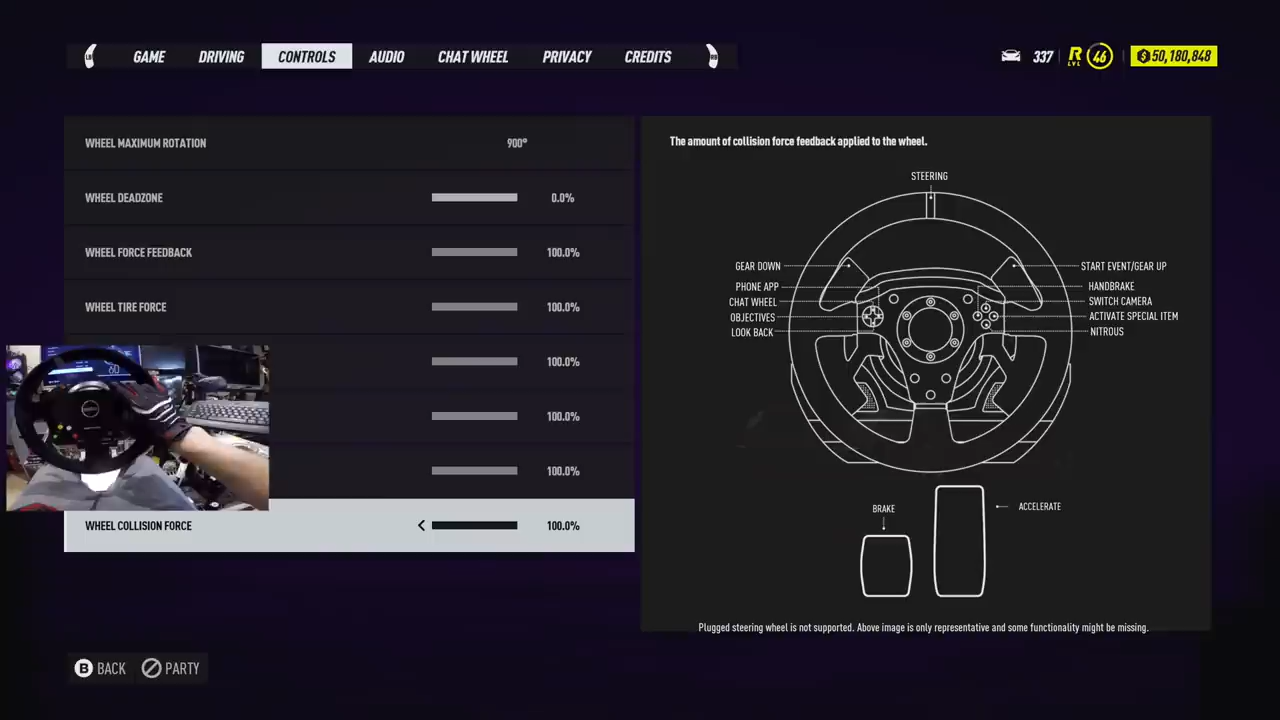 LB GAME DRIVING CONTROLS AUDIO CHAT WHEEL PRIVACY CREDITS RB
337 R LVL 46 $50,180,848
WHEEL MAXIMUM ROTATION 900°
WHEEL DEADZONE 0.0%
WHEEL FORCE FEEDBACK 100.0%
WHEEL TIRE FORCE 100.0%
100.0%
100.0%
100.0%
WHEEL COLLISION FORCE 100.0%
The amount of collision force feedback applied to the wheel.
STEERING
GEAR DOWN
PHONE APP
CHAT WHEEL
OBJECTIVES
LOOK BACK
START EVENT/GEAR UP
HANDBRAKE
SWITCH CAMERA
ACTIVATE SPECIAL ITEM
NITROUS
BRAKE
ACCELERATE
Plugged steering wheel is not supported. Above image is only representative and some functionality might be missing.
60
B BACK PARTY